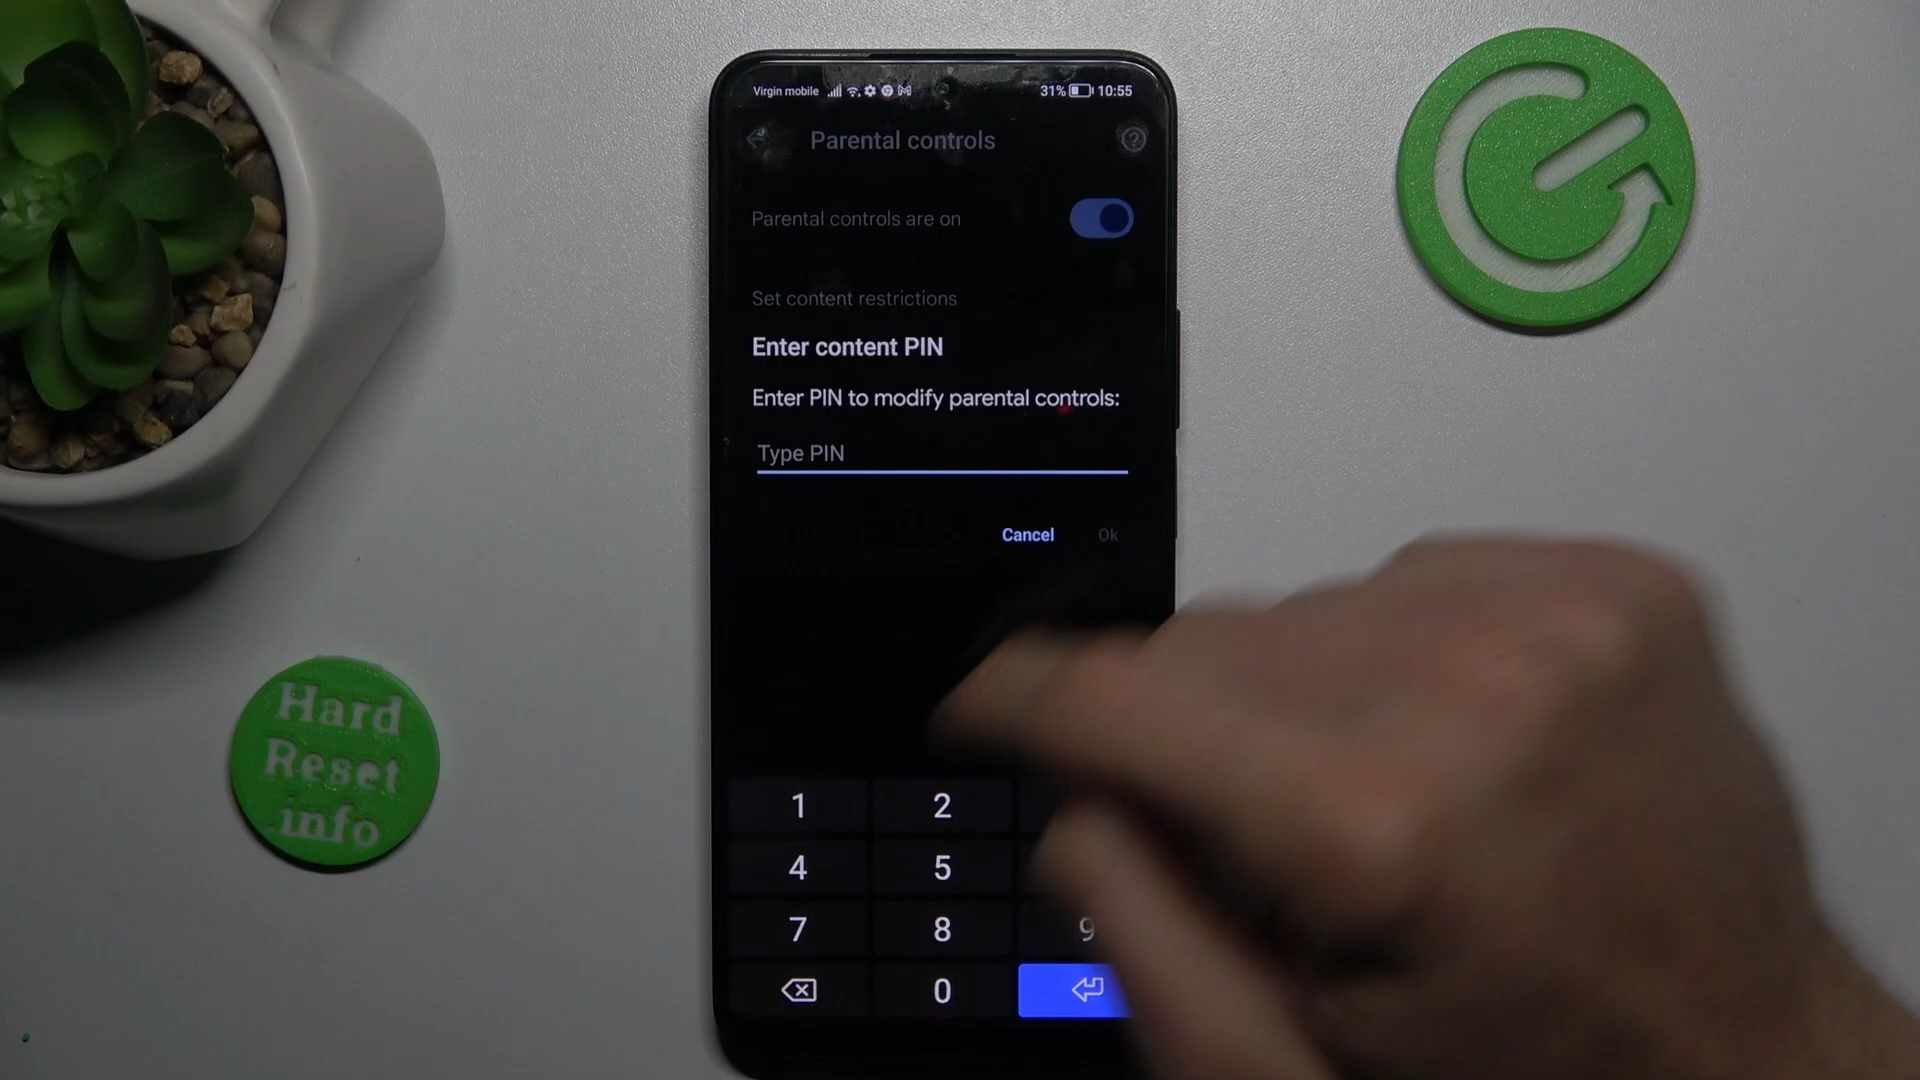 Virgin mobile
31% 10:55
Parental controls
Parental controls are on
Set content restrictions
Enter content PIN
Enter PIN to modify parental controls:
Type PIN
Cancel Ok
1 2
4 5
7 8 9
0
Hard
Reset
.info